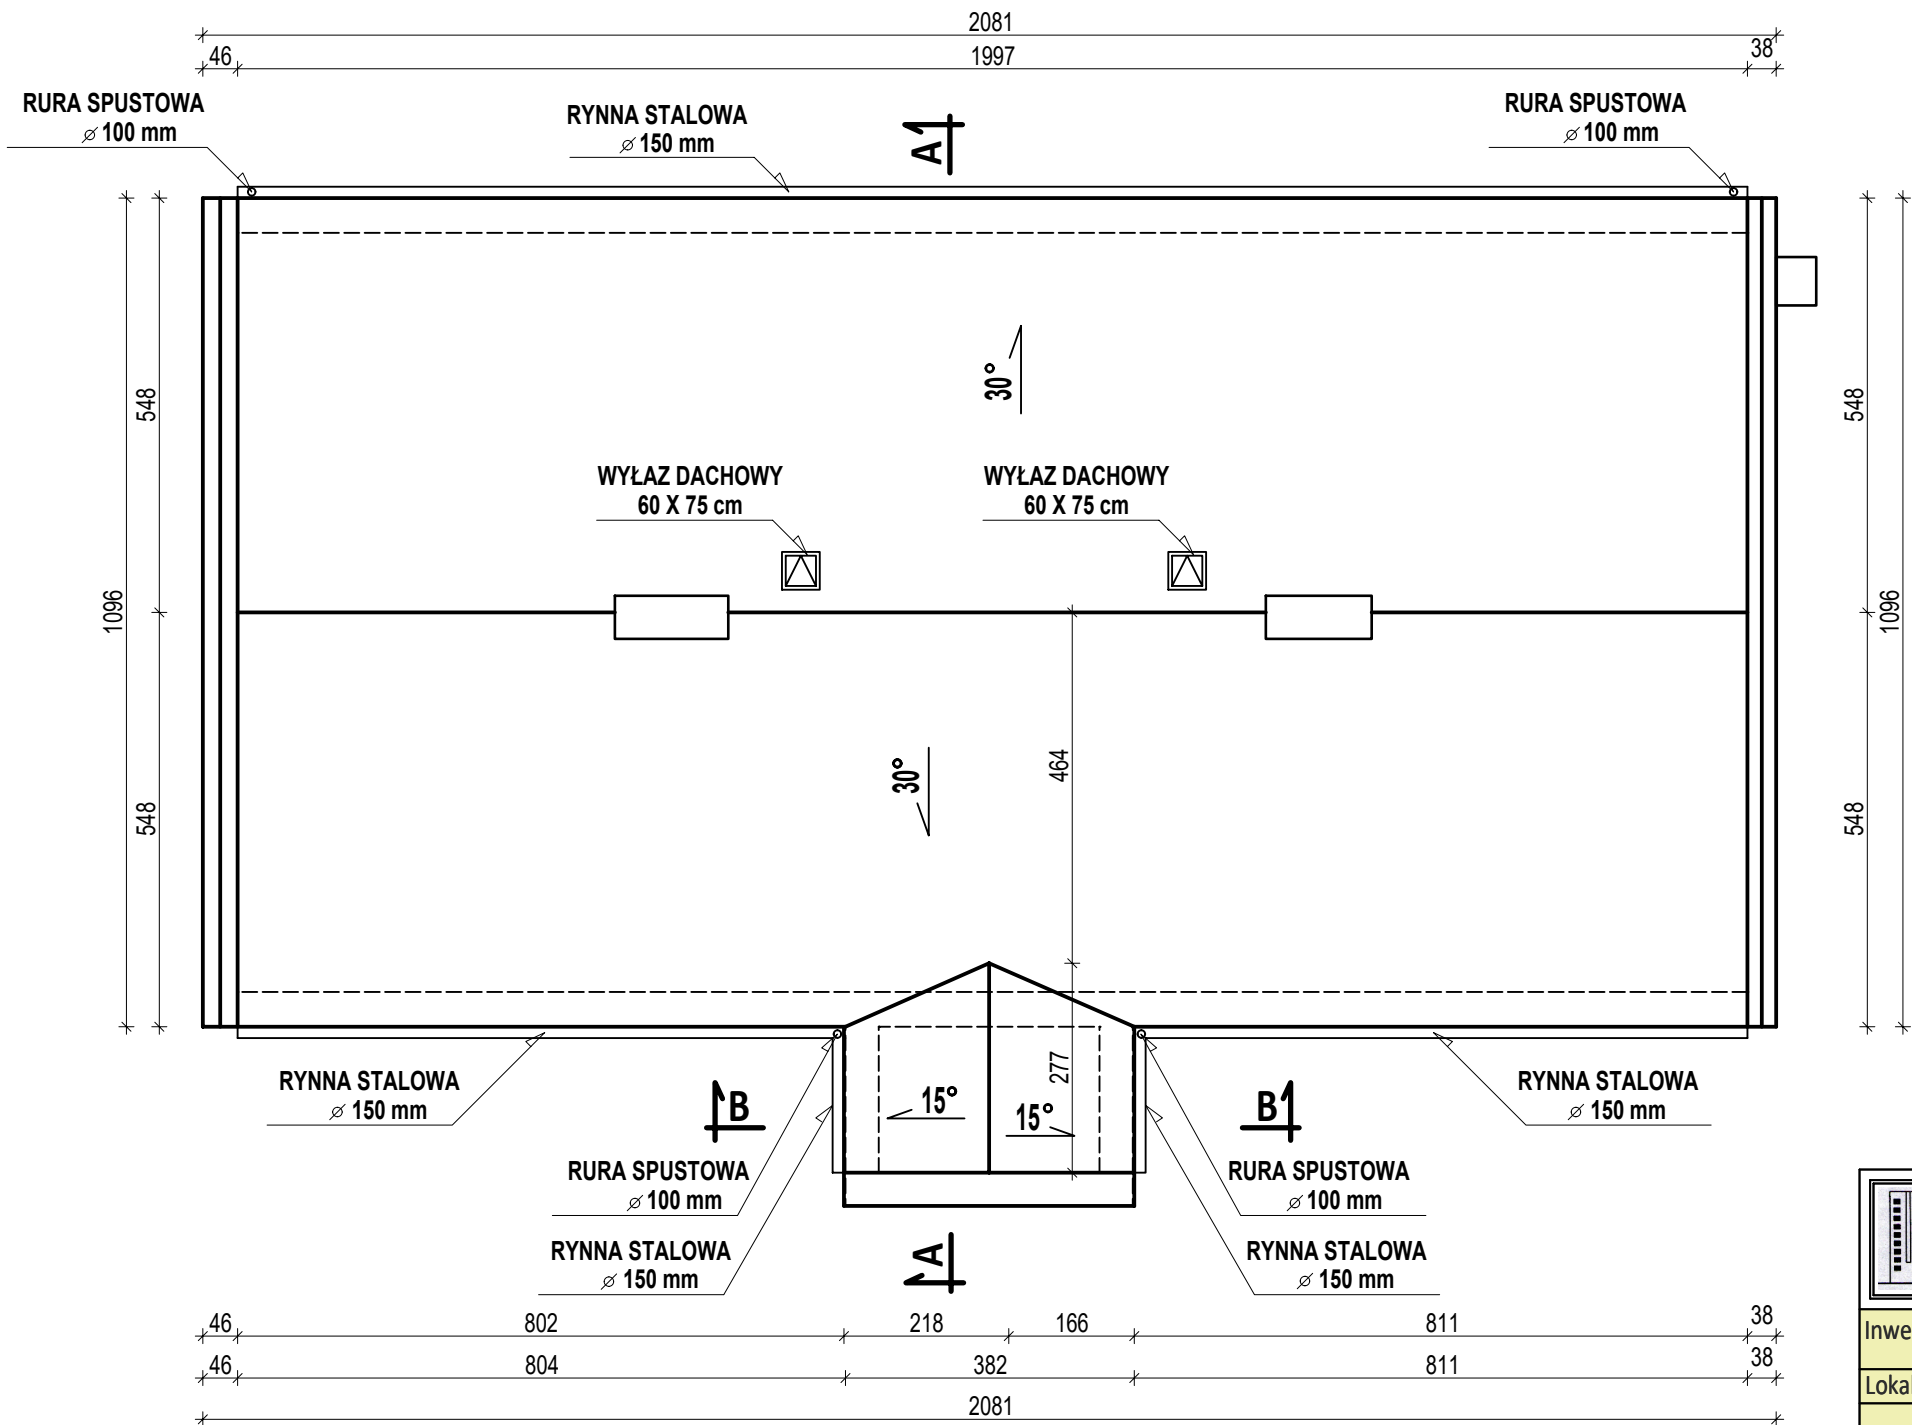 2081
46
1997
38
RURA SPUSTOWA
⌀ 100 mm
RYNNA STALOWA
⌀ 150 mm
A
RURA SPUSTOWA
⌀ 100 mm
30°
548
548
WYŁAZ DACHOWY
60 X 75 cm
WYŁAZ DACHOWY
60 X 75 cm
1096
1096
464
30°
548
548
277
RYNNA STALOWA
⌀ 150 mm
B
15°
15°
B
RYNNA STALOWA
⌀ 150 mm
RURA SPUSTOWA
⌀ 100 mm
RURA SPUSTOWA
⌀ 100 mm
RYNNA STALOWA
⌀ 150 mm
A
RYNNA STALOWA
⌀ 150 mm
46
802
218
166
811
38
46
804
382
811
38
2081
Inwe
Lokal